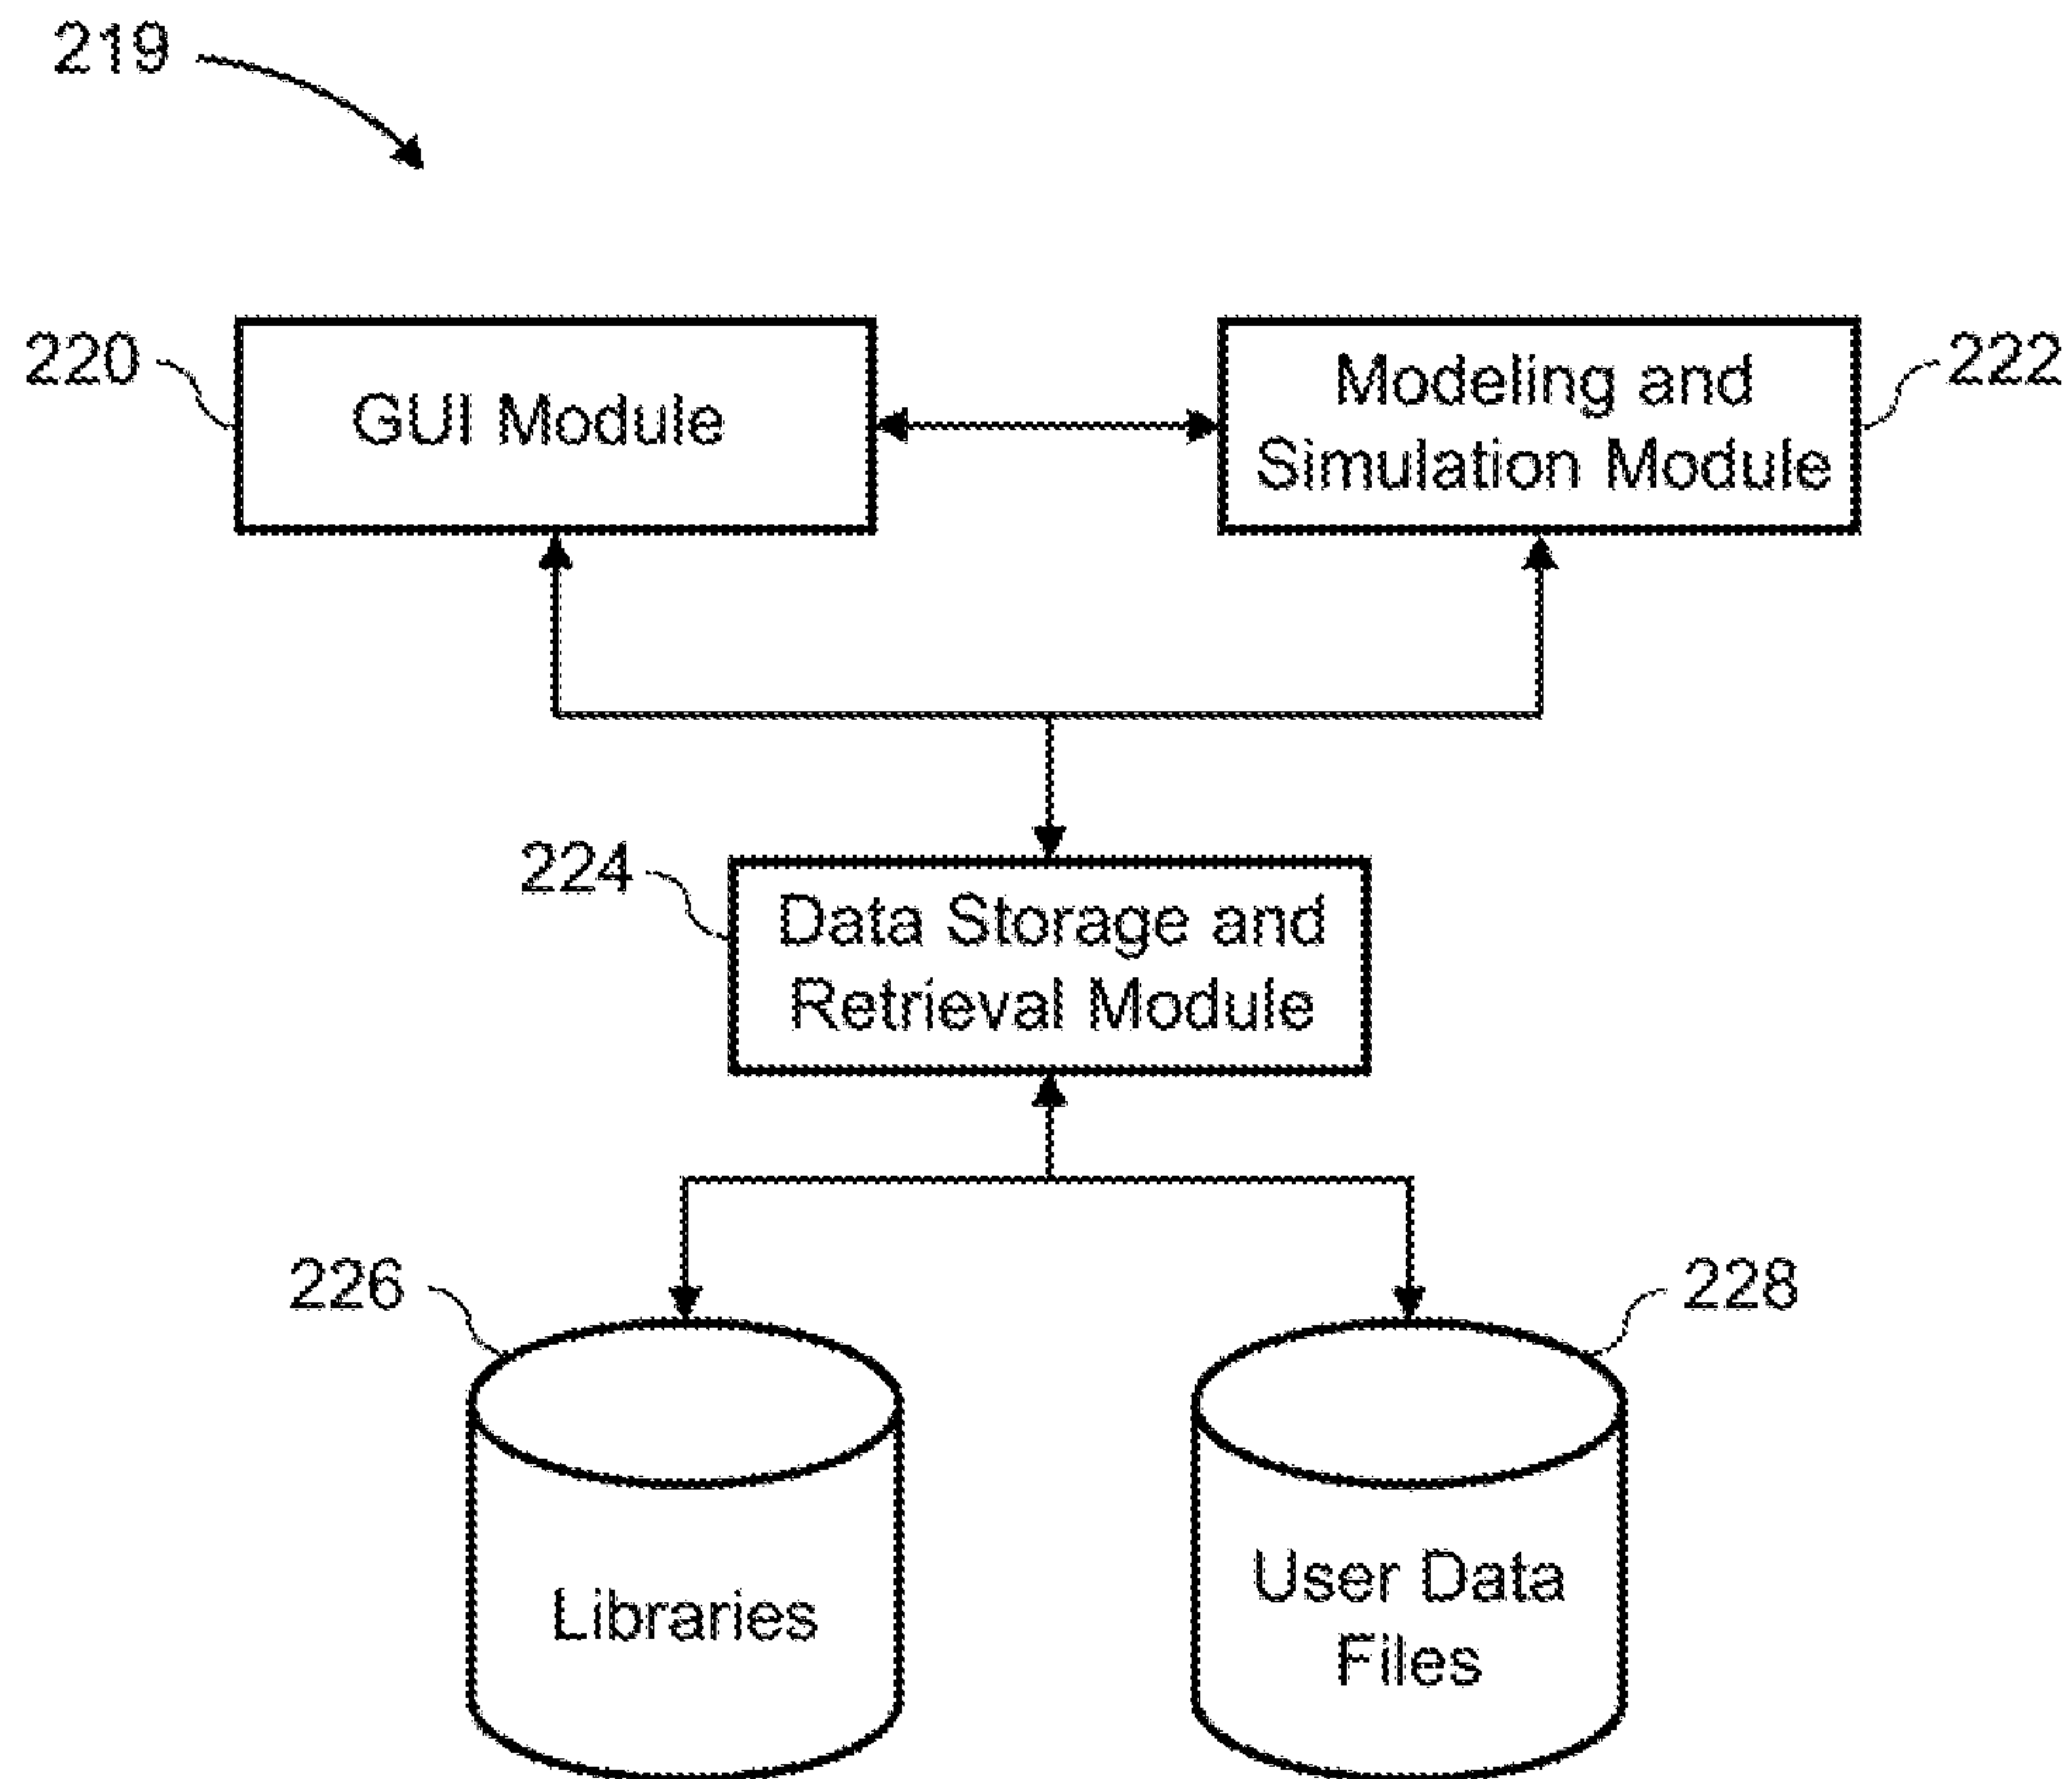 219
220
GUI Module
Modeling and
Simulation Module
222
224
Data Storage and
Retrieval Module
226
228
Libraries
User Data
Files